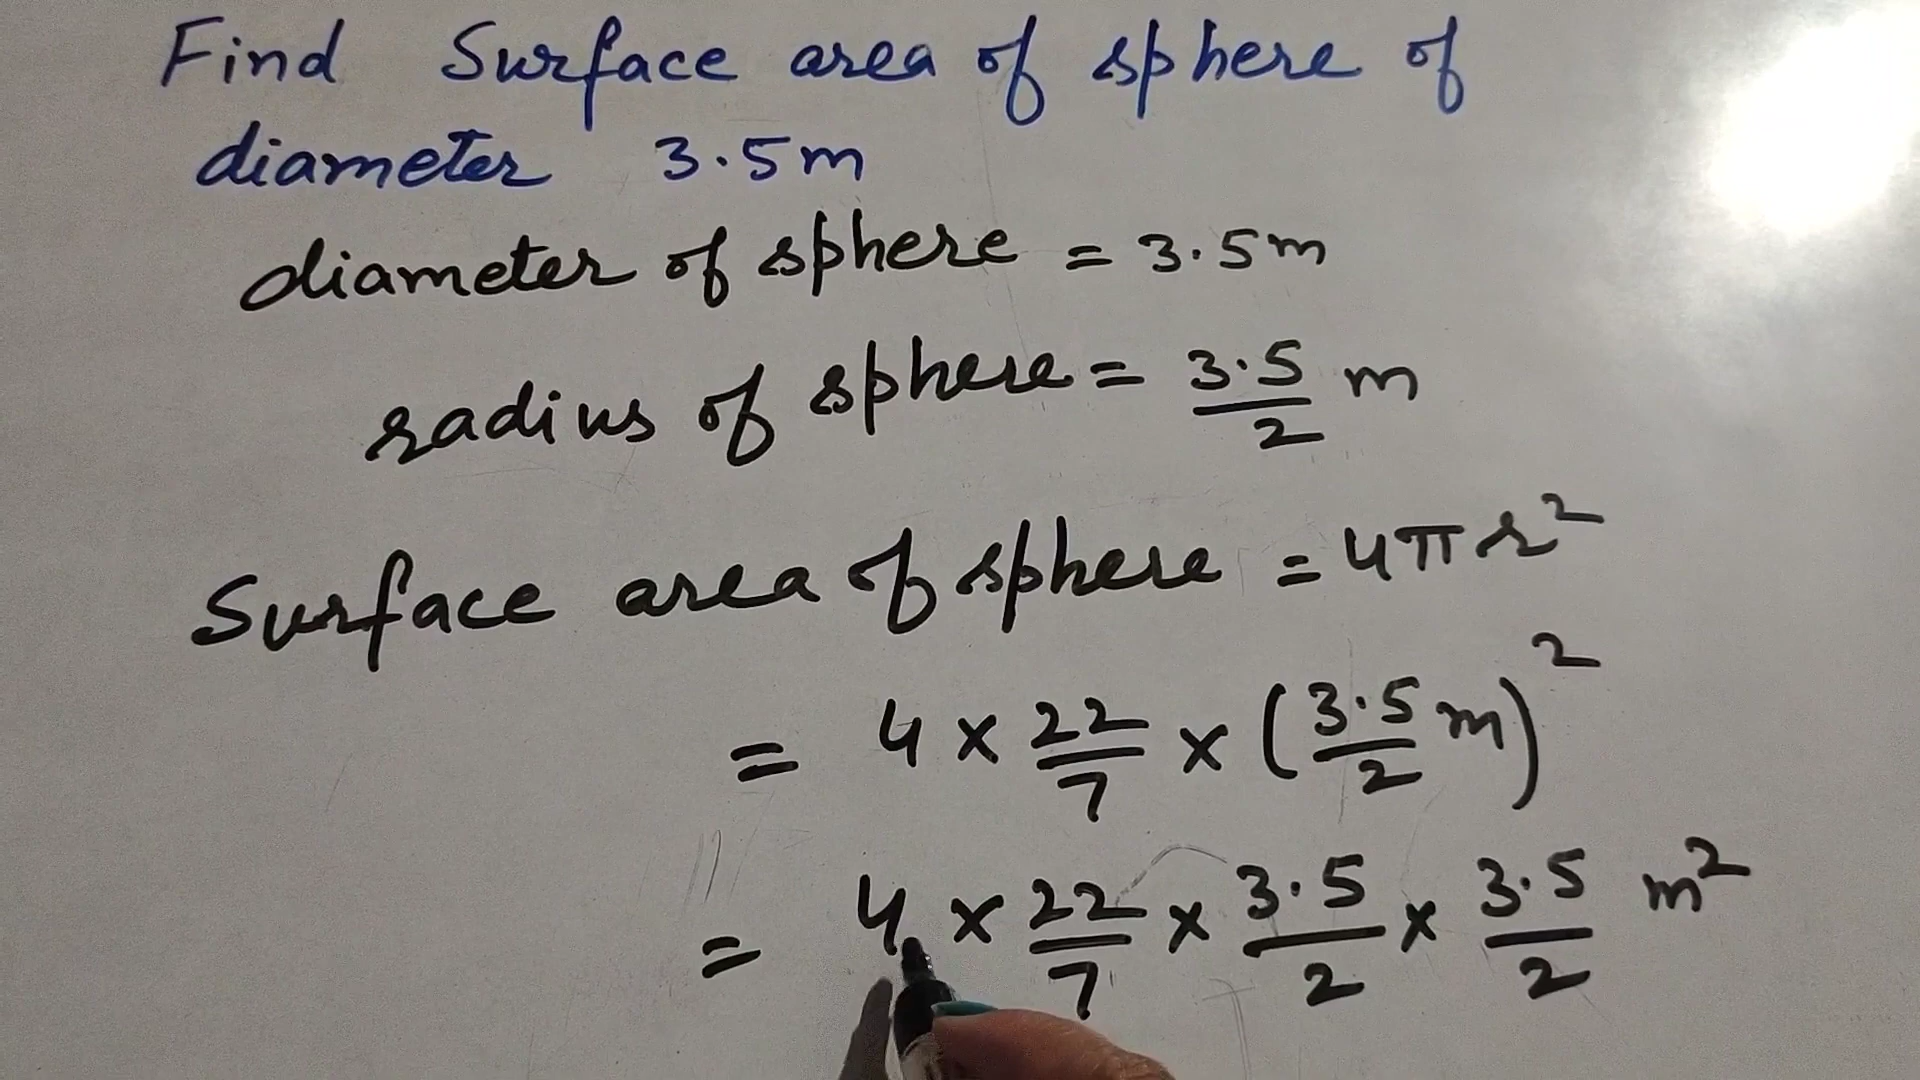 Find Surface area of sphere of
diameter 3.5m
diameter of sphere = 3.5m
radius of sphere = 3.5/2 m
Surface area of sphere = 4πr²
= 4 × 22/7 × (3.5/2 m)²
= 4 × 22/7 × 3.5/2 × 3.5/2 m²